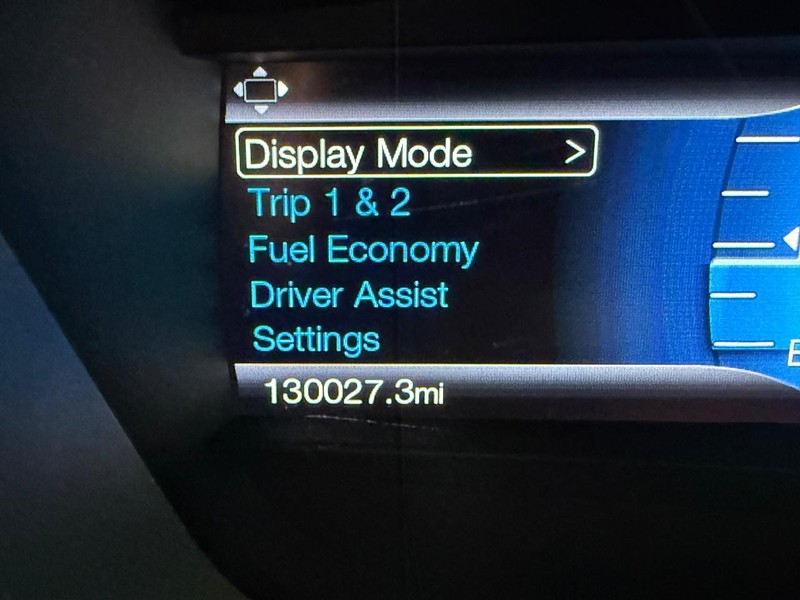 Display Mode >
Trip 1 & 2
Fuel Economy
Driver Assist
Settings
130027.3mi
E